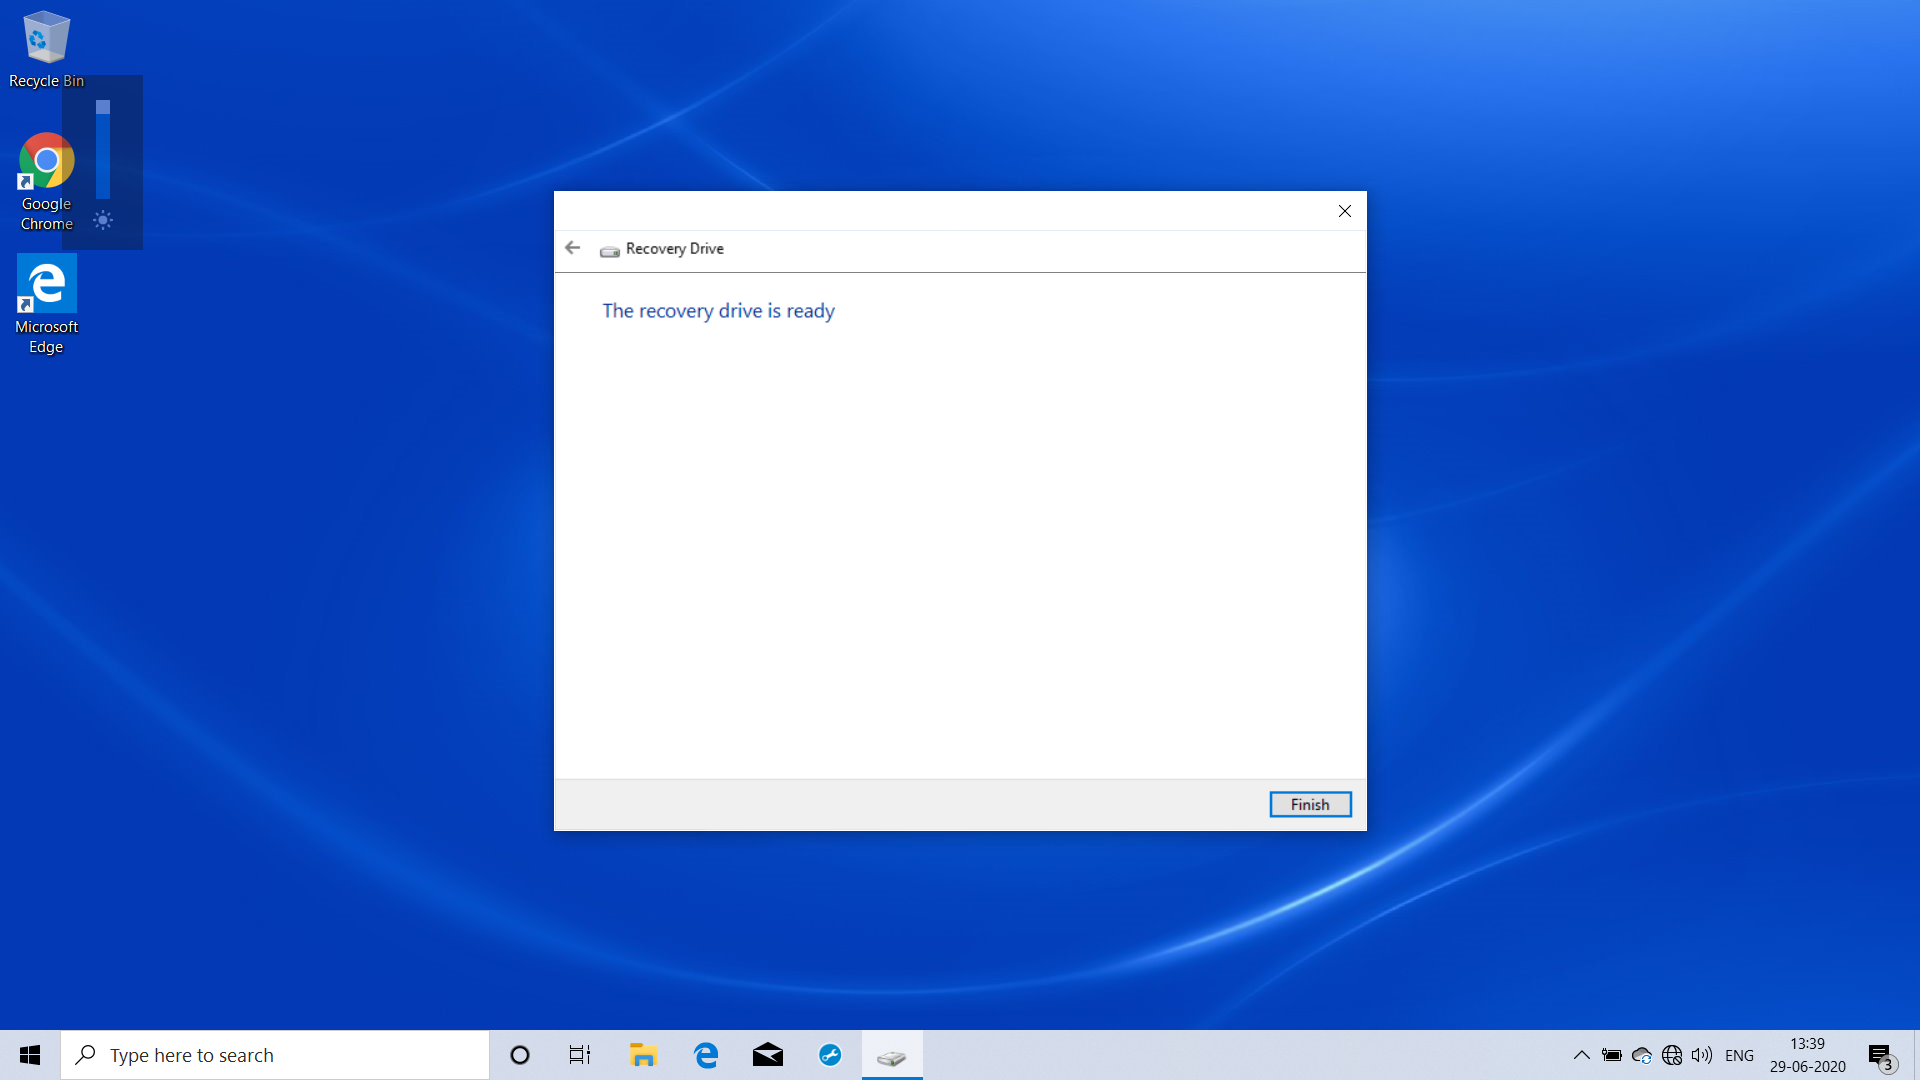 Recycle Bin
Google
Chrome
Microsoft
Edge
Recovery Drive
The recovery drive is ready
Finish
Type here to search
ENG
13:39
29-06-2020
3